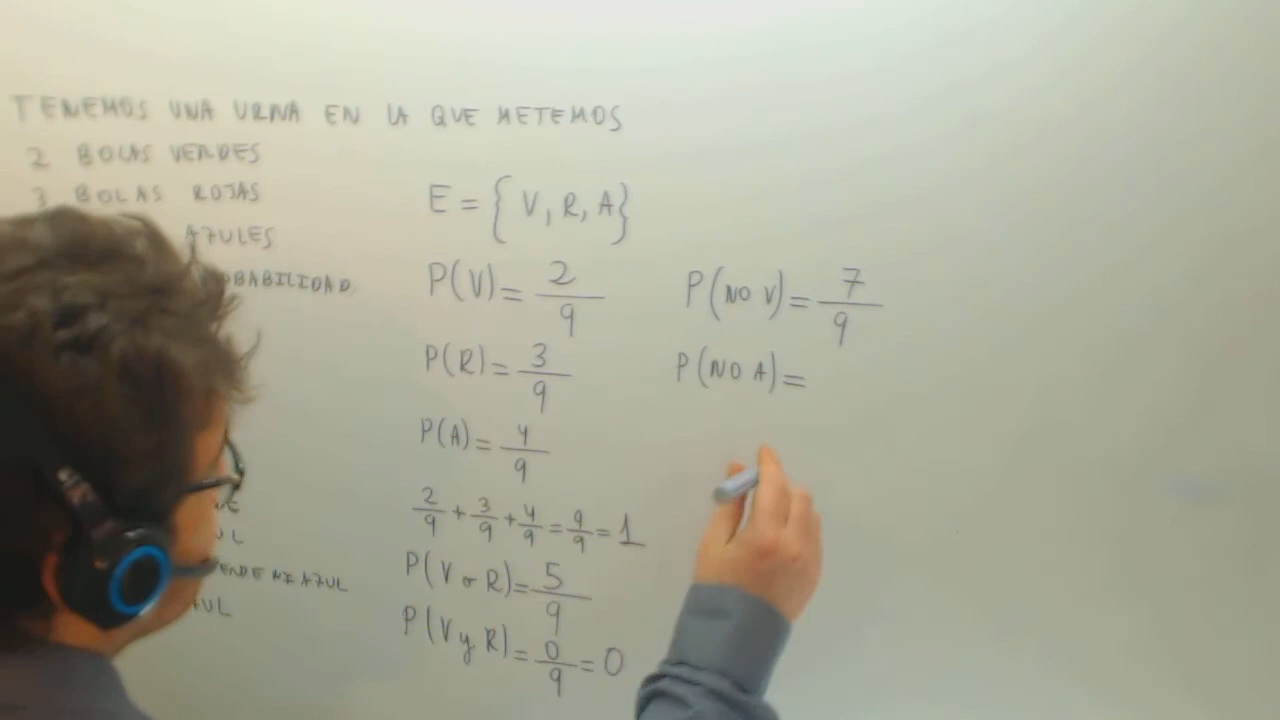 TENEMOS UNA URNA EN LA QUE METEMOS
2 BOLAS VERDES
3 BOLAS ROJAS
AZULES
E = { V, R, A}
P(V) = 2/9
P(R) = 3/9
P(A) = 4/9
2/9 + 3/9 + 4/9 = 9/9 = 1
P(V o R) = 5/9
P(V y R) = 0/9 = 0
P(NO V) = 7/9
P(NO A) =
AZUL